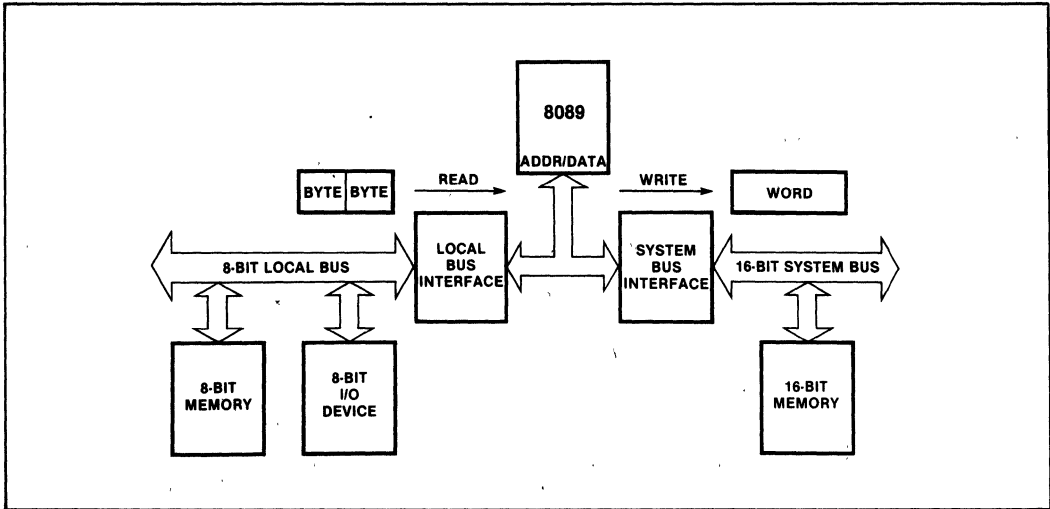 8089
ADDR/DATA
BYTE BYTE
READ
WRITE
WORD
8-BIT LOCAL BUS
LOCAL
BUS
INTERFACE
SYSTEM
BUS
INTERFACE
16-BIT SYSTEM BUS
8-BIT
MEMORY
8-BIT
I/O
DEVICE
16-BIT
MEMORY